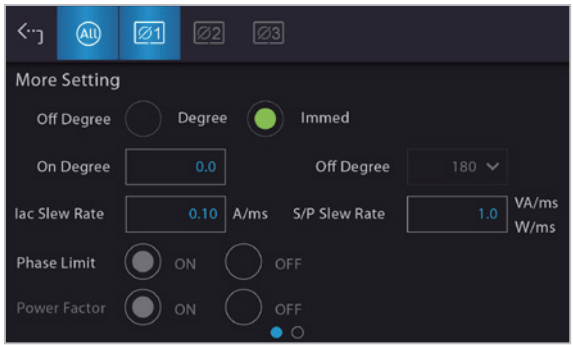 All Ø1 Ø2 Ø3
More Setting
Off Degree Degree Immed
On Degree 0.0 Off Degree 180
Iac Slew Rate 0.10 A/ms S/P Slew Rate 1.0 VA/ms
W/ms
Phase Limit ON OFF
Power Factor ON OFF